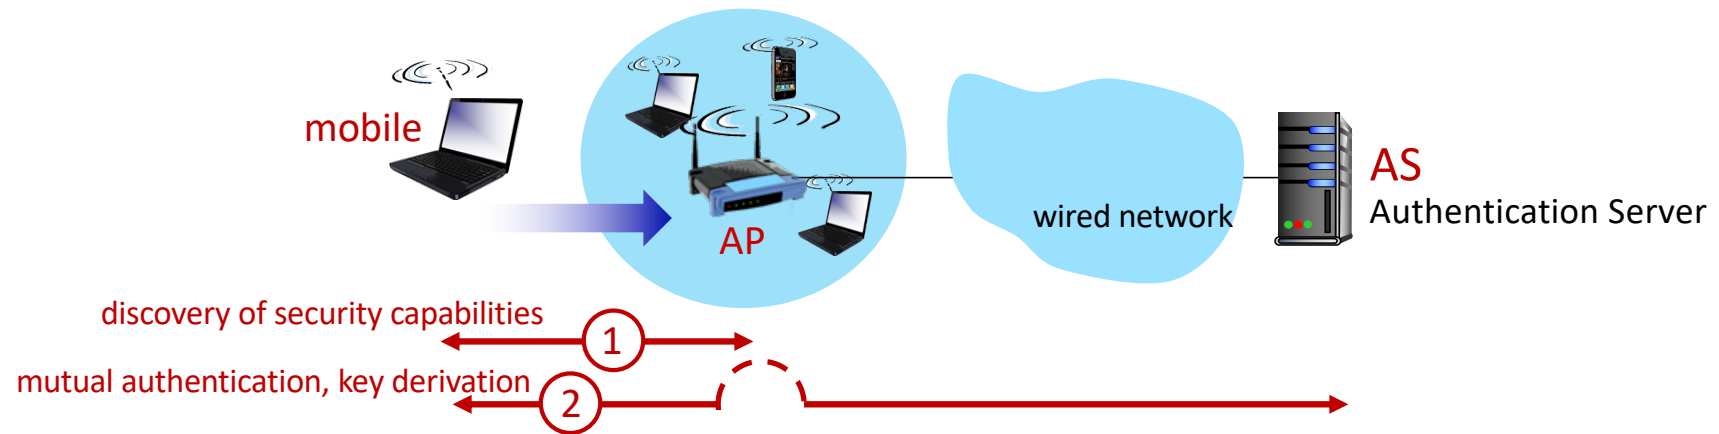 mobile
AP
wired network
AS
Authentication Server
discovery of security capabilities
1
mutual authentication, key derivation
2